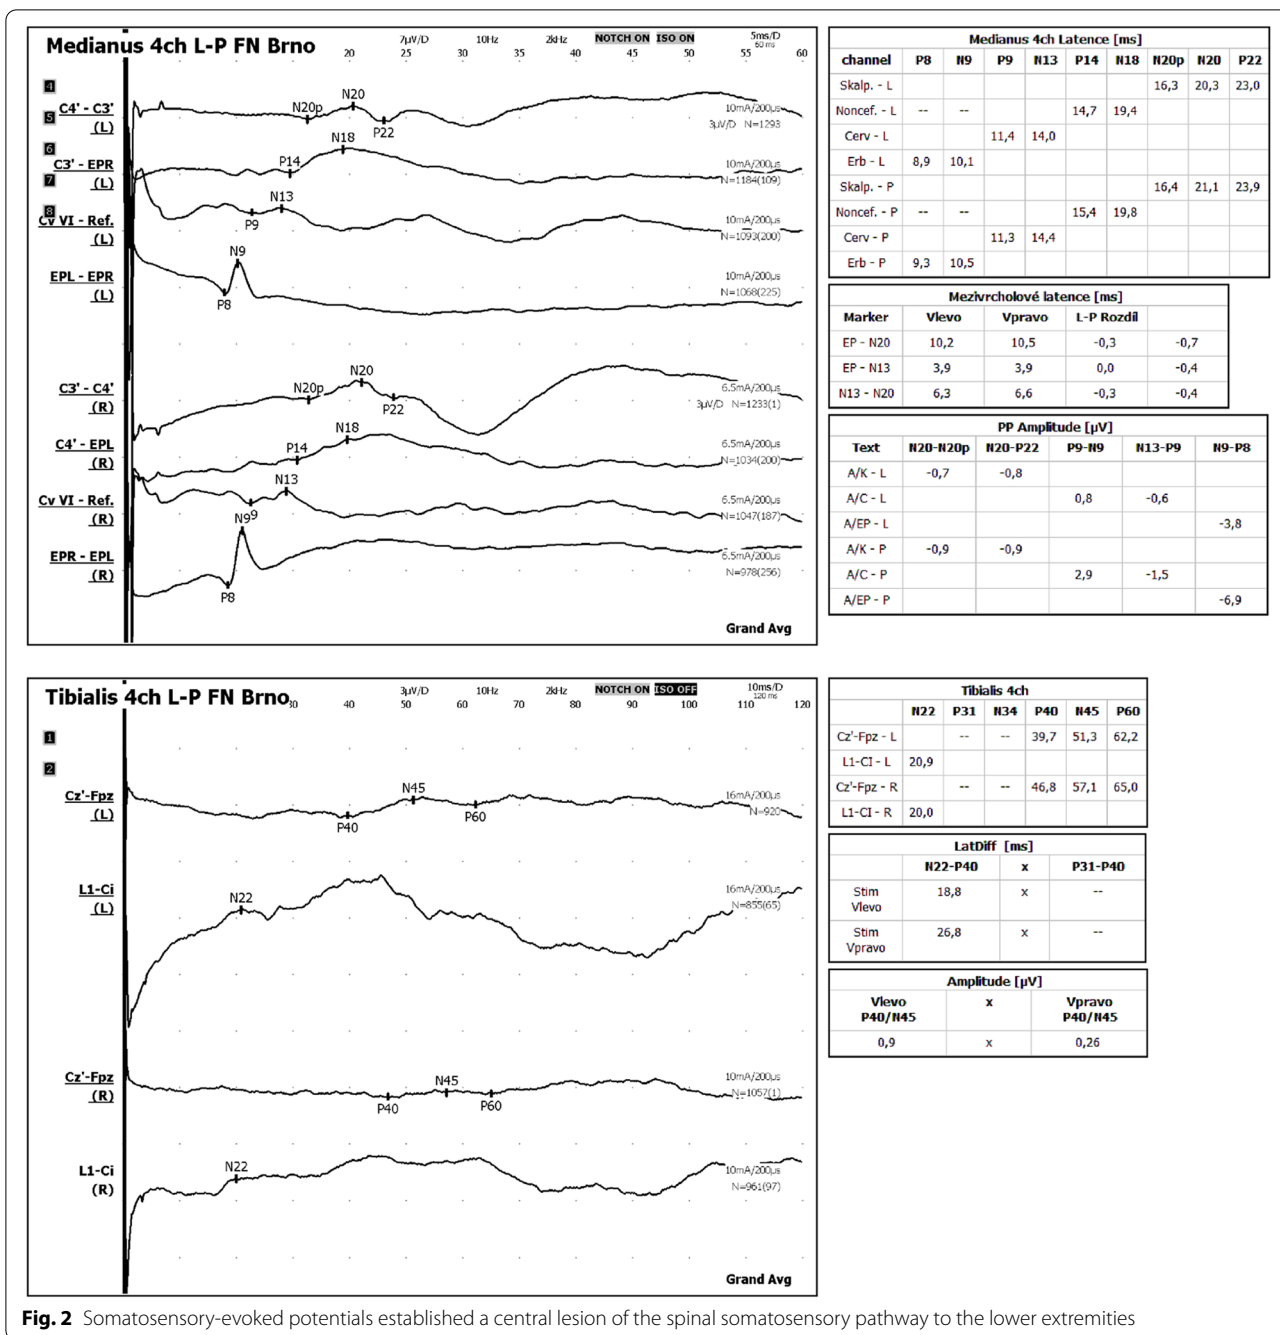 Medianus 4ch L-P FN Brno
7µV/D 10Hz 2kHz NOTCH ON ISO ON 5ms/D
60 ms
20 25 30 35 40 45 50 55 60
4
5
6
7
8
C4' - C3'
(L)
N20p N20 P22
10mA/200µs
3µV/D N=1293
C3' - EPR
(L)
P14 N18
10mA/200µs
N=1184(109)
Cv VI - Ref.
(L)
P9 N13
10mA/200µs
N=1093(200)
EPL - EPR
(L)
P8 N9
10mA/200µs
N=1068(225)
C3' - C4'
(R)
N20p N20 P22
6.5mA/200µs
3µV/D N=1233(1)
C4' - EPL
(R)
P14 N18
6.5mA/200µs
N=1034(200)
Cv VI - Ref.
(R)
9 N13
6.5mA/200µs
N=1047(187)
EPR - EPL
(R)
P8 N9
6.5mA/200µs
N=978(256)
Grand Avg
Medianus 4ch Latence [ms]
channel P8 N9 P9 N13 P14 N18 N20p N20 P22
Skalp. - L 16,3 20,3 23,0
Noncef. - L -- -- 14,7 19,4
Cerv - L 11,4 14,0
Erb - L 8,9 10,1
Skalp. - P 16,4 21,1 23,9
Noncef. - P -- -- 15,4 19,8
Cerv - P 11,3 14,4
Erb - P 9,3 10,5
Mezivrcholové latence [ms]
Marker Vlevo Vpravo L-P Rozdíl
EP - N20 10,2 10,5 -0,3 -0,7
EP - N13 3,9 3,9 0,0 -0,4
N13 - N20 6,3 6,6 -0,3 -0,4
PP Amplitude [µV]
Text N20-N20p N20-P22 P9-N9 N13-P9 N9-P8
A/K - L -0,7 -0,8
A/C - L 0,8 -0,6
A/EP - L -3,8
A/K - P -0,9 -0,9
A/C - P 2,9 -1,5
A/EP - P -6,9
Tibialis 4ch L-P FN Brno
3µV/D 10Hz 2kHz NOTCH ON ISO OFF 10ms/D
120 ms
30 40 50 60 70 80 90 100 110 120
1
2
Cz'-Fpz
(L)
P40 N45 P60
16mA/200µs
N=920
L1-Ci
(L)
N22
16mA/200µs
N=855(65)
Cz'-Fpz
(R)
P40 N45 P60
10mA/200µs
N=1057(1)
L1-Ci
(R)
N22
10mA/200µs
N=961(97)
Grand Avg
Tibialis 4ch
N22 P31 N34 P40 N45 P60
Cz'-Fpz - L -- -- 39,7 51,3 62,2
L1-CI - L 20,9
Cz'-Fpz - R -- -- 46,8 57,1 65,0
L1-CI - R 20,0
LatDiff [ms]
N22-P40 x P31-P40
Stim Vlevo 18,8 x --
Stim Vpravo 26,8 x --
Amplitude [µV]
Vlevo P40/N45 x Vpravo P40/N45
0,9 x 0,26
Fig. 2 Somatosensory-evoked potentials established a central lesion of the spinal somatosensory pathway to the lower extremities